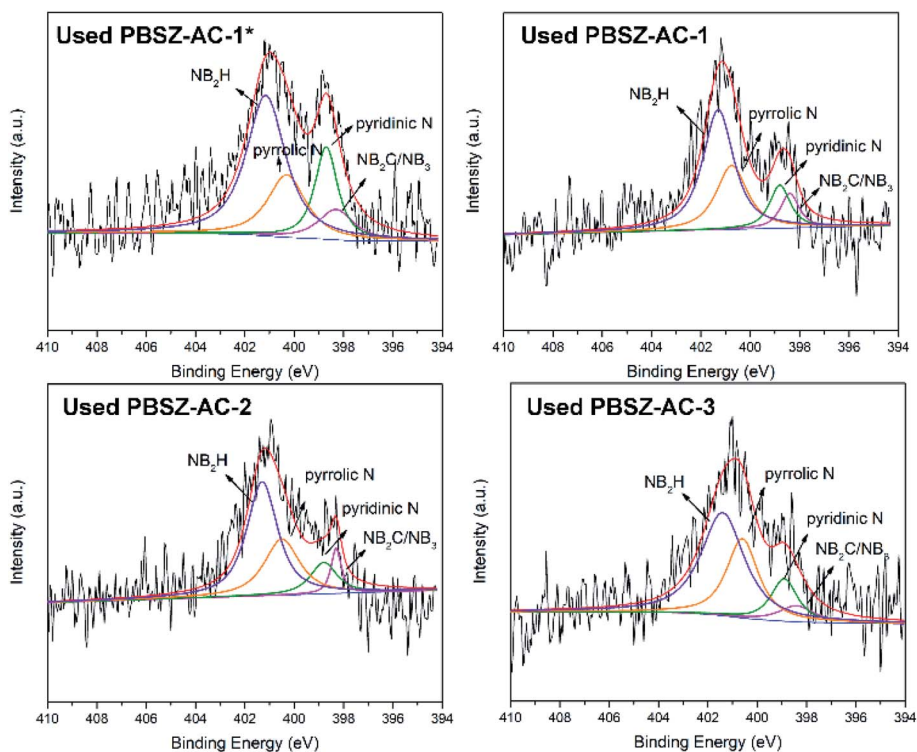 Used PBSZ-AC-1*
NB₂H
pyridinic N
pyrrolic N
NB₂C/NB₃
Intensity (a.u.)
410 408 406 404 402 400 398 396 394
Binding Energy (eV)
Used PBSZ-AC-1
NB₂H
pyrrolic N
pyridinic N
NB₂C/NB₃
Intensity (a.u.)
410 408 406 404 402 400 398 396 394
Binding Energy (eV)
Used PBSZ-AC-2
NB₂H
pyrrolic N
pyridinic N
NB₂C/NB₃
Intensity (a.u.)
410 408 406 404 402 400 398 396 394
Binding Energy (eV)
Used PBSZ-AC-3
NB₂H
pyrrolic N
pyridinic N
NB₂C/NB₃
Intensity (a.u.)
410 408 406 404 402 400 398 396 394
Binding Energy (eV)